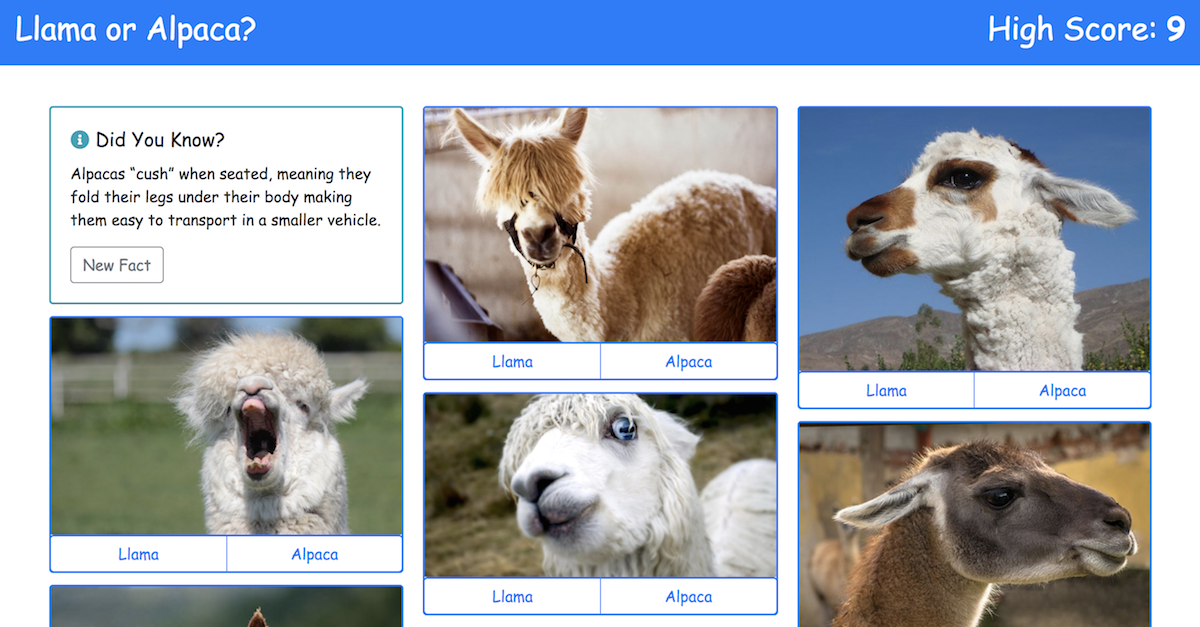 Llama or Alpaca?
High Score: 9
Did You Know?
Alpacas “cush” when seated, meaning they
fold their legs under their body making
them easy to transport in a smaller vehicle.
New Fact
Llama
Alpaca
Llama
Alpaca
Llama
Alpaca
Llama
Alpaca